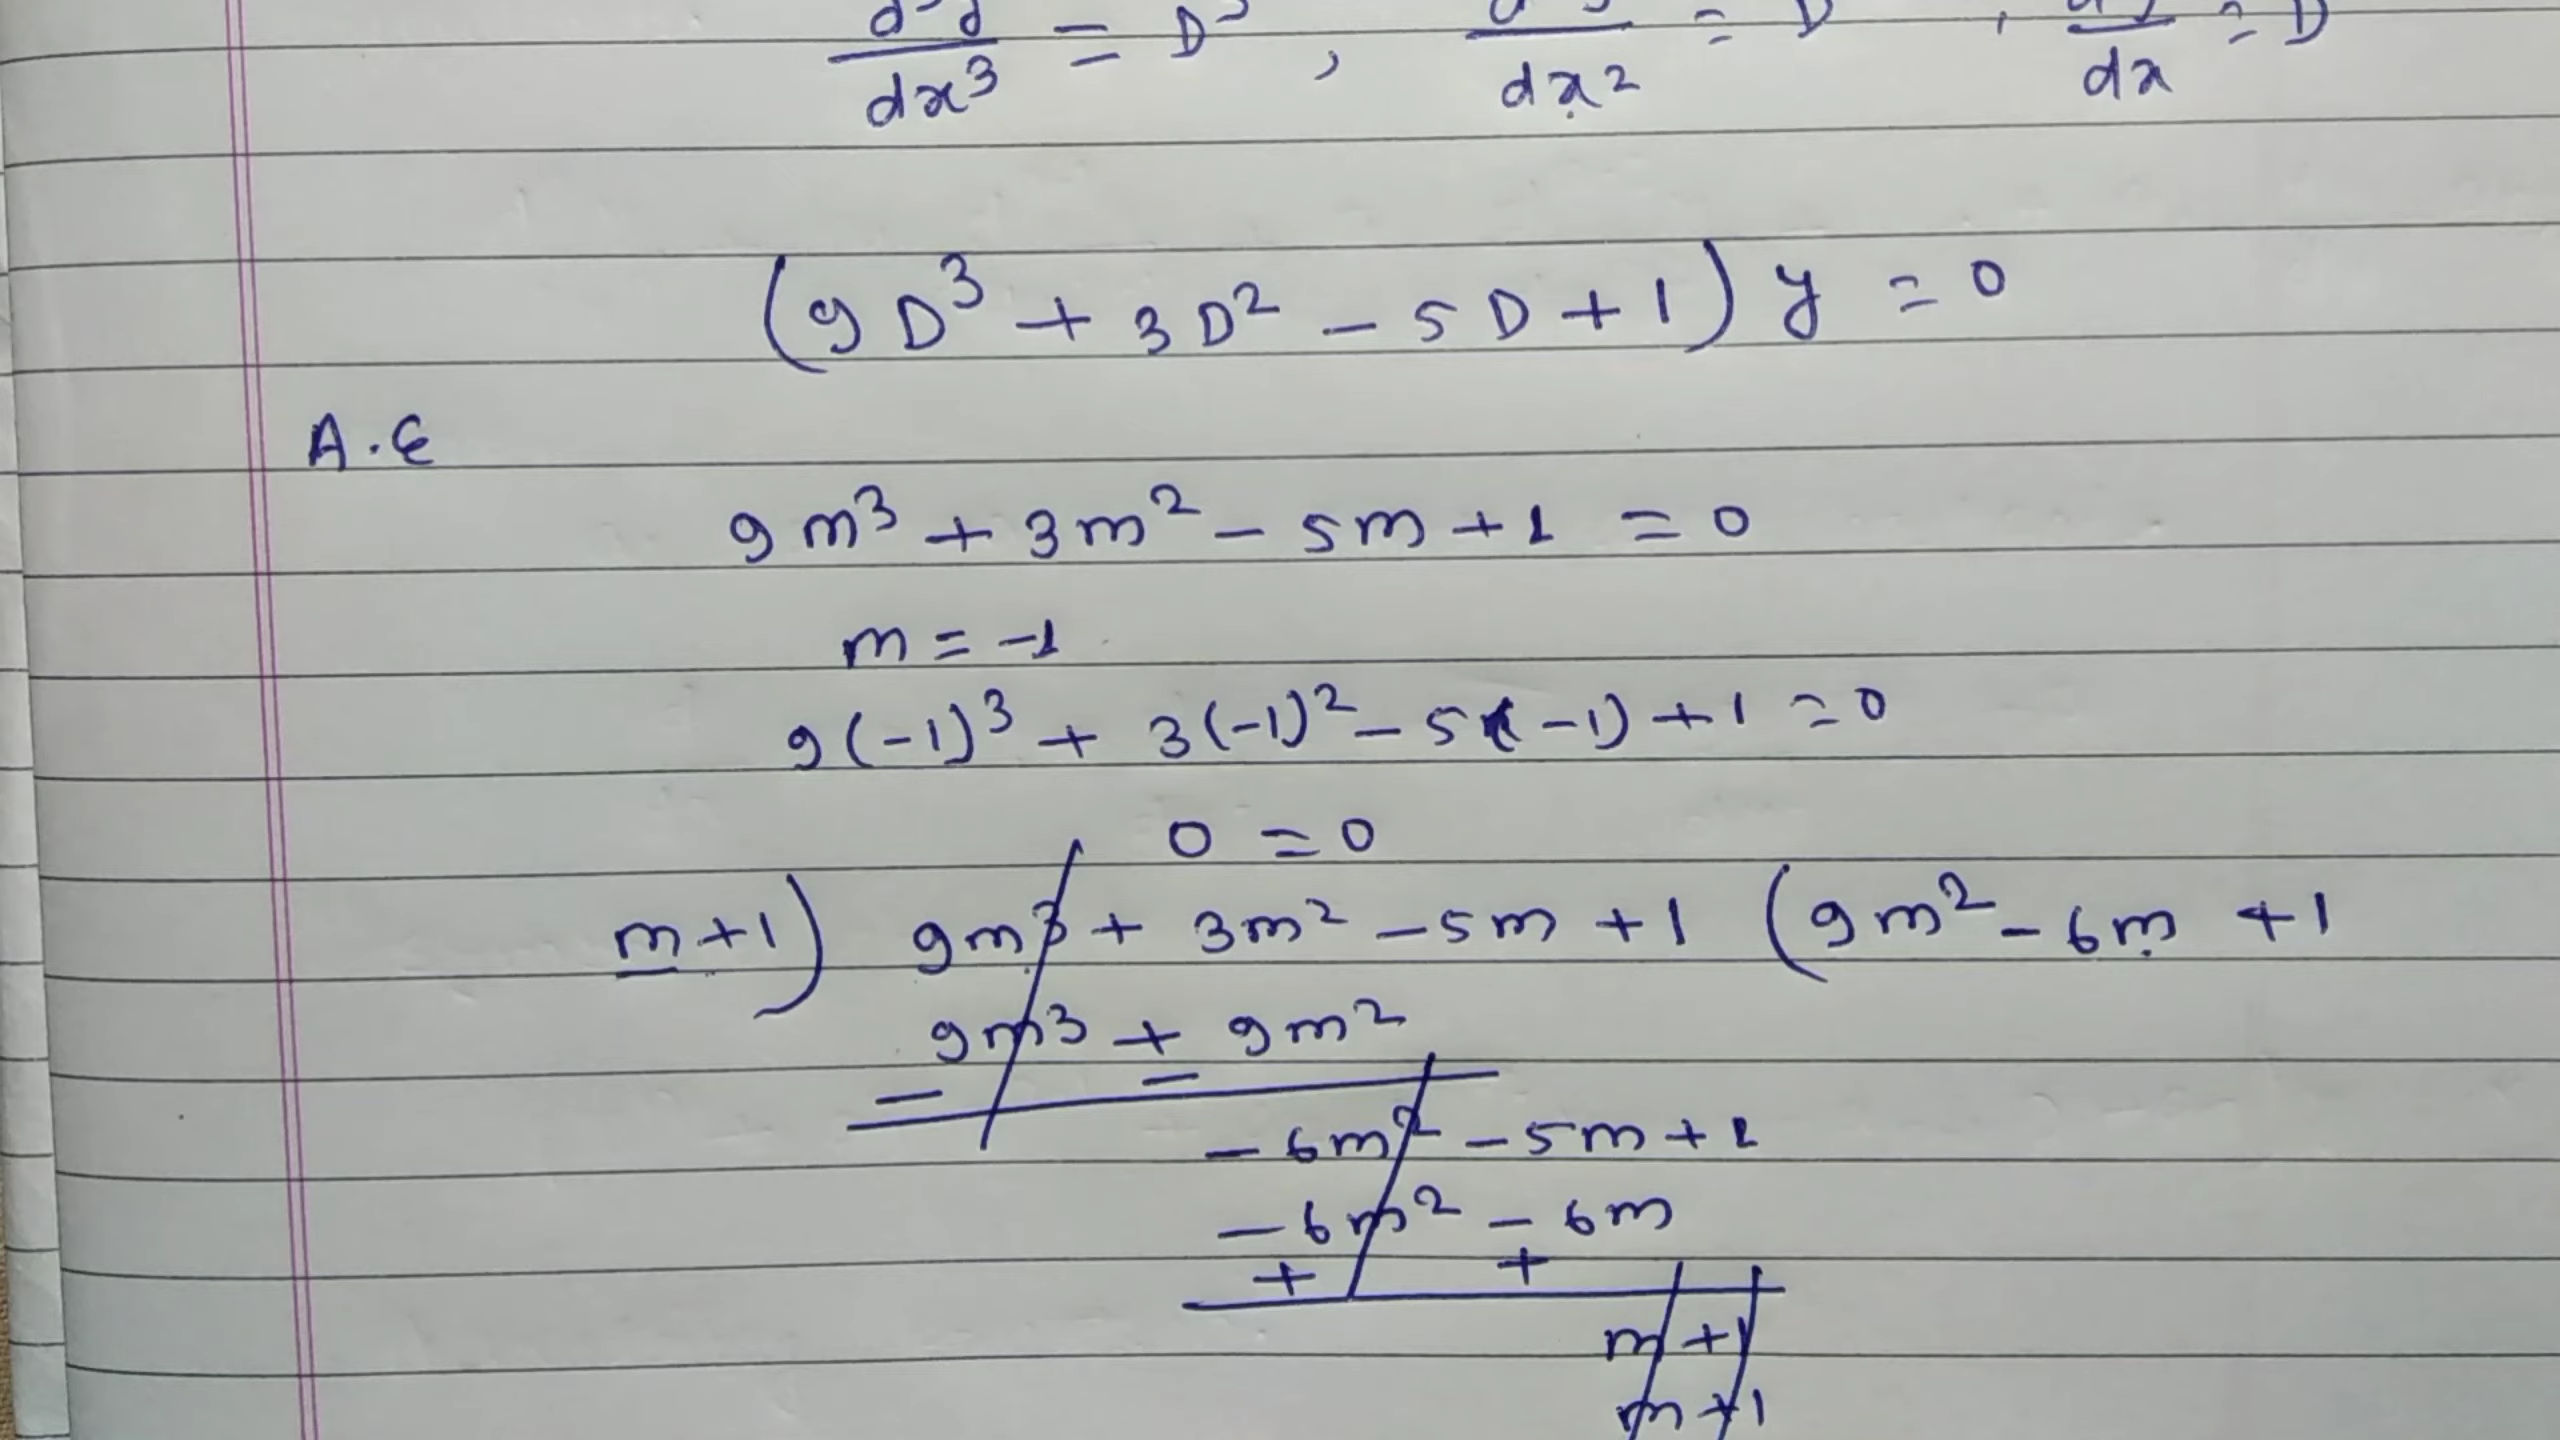 d³y/dx³ = D³ , d²y/dx² = D² , dy/dx = D
(9D³ + 3D² - 5D + 1) y = 0
A.E
9m³ + 3m² - 5m + 1 = 0
m = -1
9(-1)³ + 3(-1)² - 5(-1) + 1 = 0
0 = 0
m+1) 9m³ + 3m² - 5m + 1 (9m² - 6m + 1
9m³ + 9m²
- -
- 6m² - 5m + 1
- 6m² - 6m
+ +
m + 1
m + 1